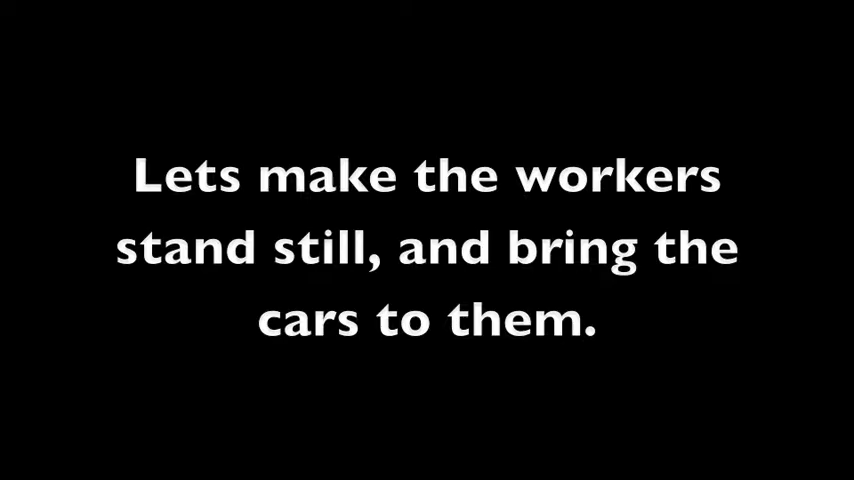 Lets make the workers
stand still, and bring the
cars to them.